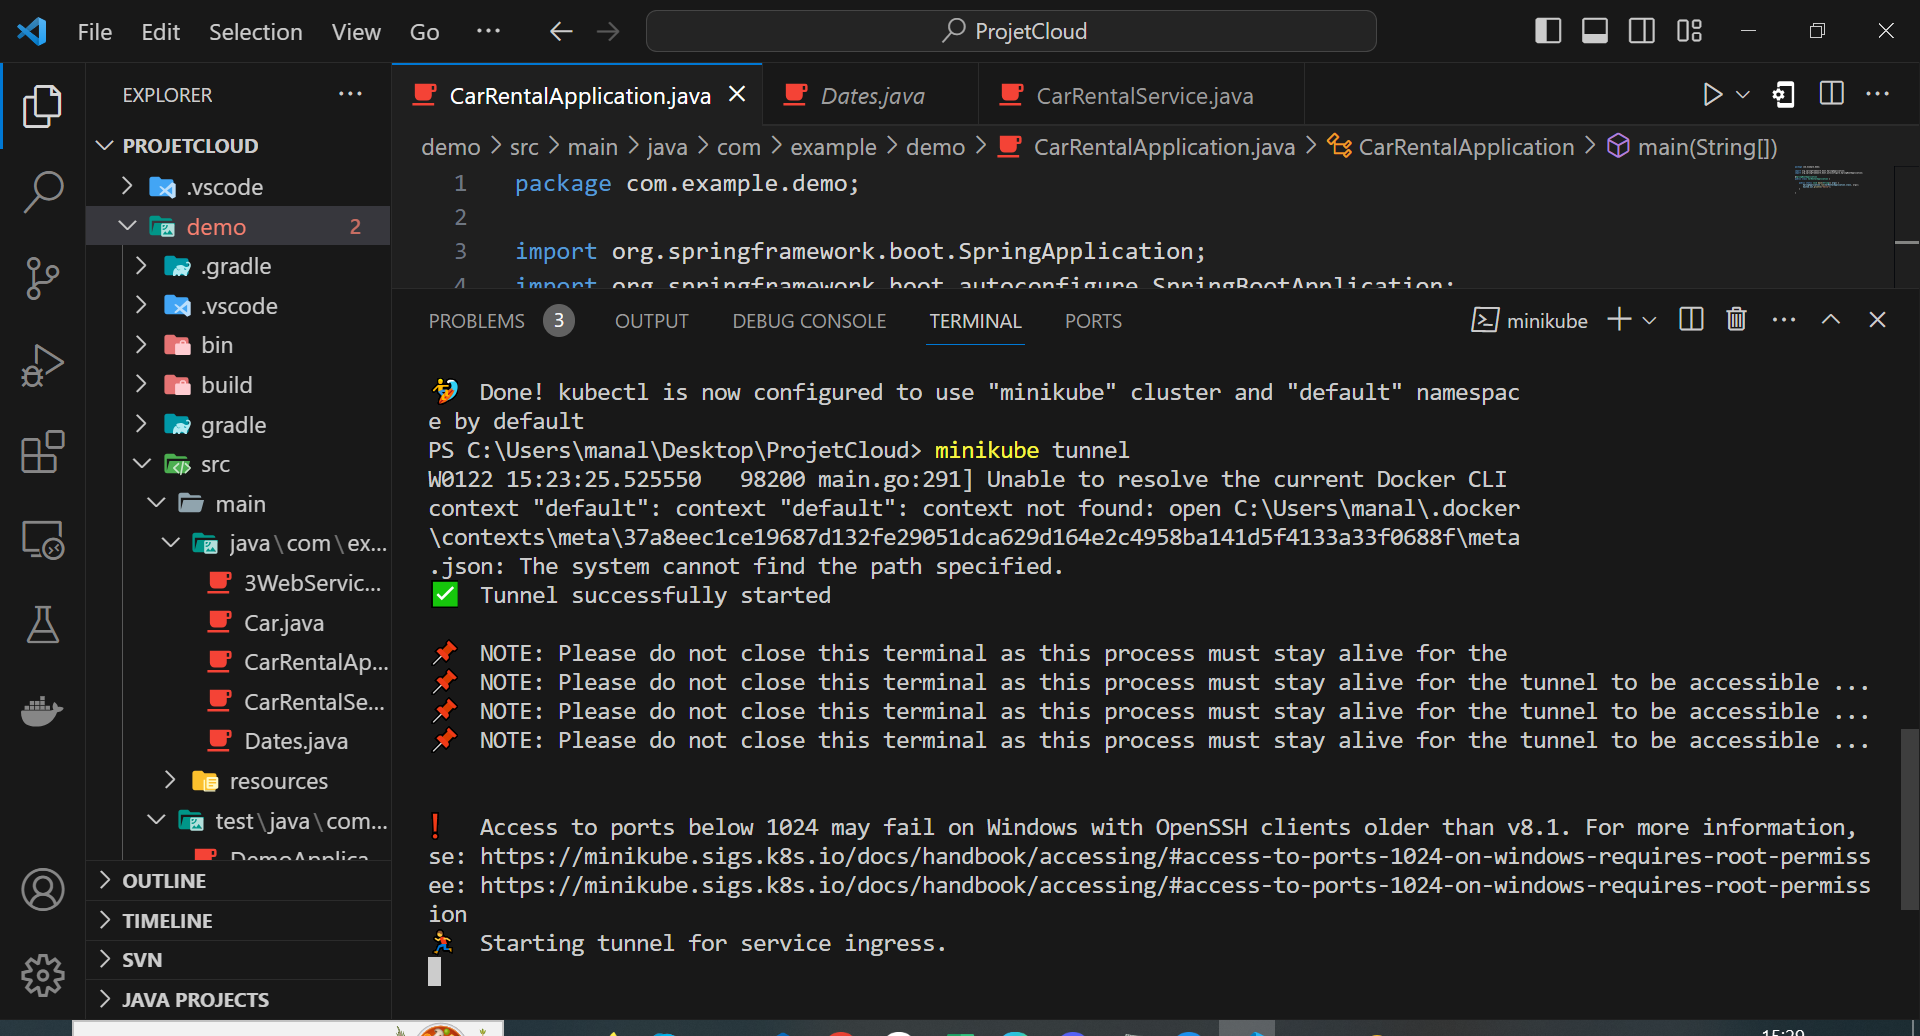 File Edit Selection View Go ··· ProjetCloud
EXPLORER
PROJETCLOUD
.vscode
demo 2
.gradle
.vscode
bin
build
gradle
src
main
java\com\ex...
3WebServic...
Car.java
CarRentalAp...
CarRentalSe...
Dates.java
resources
test\java\com...
DemoApplica...
OUTLINE
TIMELINE
SVN
JAVA PROJECTS
CarRentalApplication.java Dates.java CarRentalService.java
demo > src > main > java > com > example > demo > CarRentalApplication.java > CarRentalApplication > main(String[])
1 package com.example.demo;
2
3 import org.springframework.boot.SpringApplication;
4 import org.springframework.boot.autoconfigure.SpringBootApplication;
PROBLEMS 3 OUTPUT DEBUG CONSOLE TERMINAL PORTS minikube
Done! kubectl is now configured to use "minikube" cluster and "default" namespac
e by default
PS C:\Users\manal\Desktop\ProjetCloud> minikube tunnel
W0122 15:23:25.525550   98200 main.go:291] Unable to resolve the current Docker CLI
context "default": context "default": context not found: open C:\Users\manal\.docker
\contexts\meta\37a8eec1ce19687d132fe29051dca629d164e2c4958ba141d5f4133a33f0688f\meta
.json: The system cannot find the path specified.
Tunnel successfully started
NOTE: Please do not close this terminal as this process must stay alive for the
NOTE: Please do not close this terminal as this process must stay alive for the tunnel to be accessible ...
NOTE: Please do not close this terminal as this process must stay alive for the tunnel to be accessible ...
NOTE: Please do not close this terminal as this process must stay alive for the tunnel to be accessible ...
Access to ports below 1024 may fail on Windows with OpenSSH clients older than v8.1. For more information,
se: https://minikube.sigs.k8s.io/docs/handbook/accessing/#access-to-ports-1024-on-windows-requires-root-permiss
ee: https://minikube.sigs.k8s.io/docs/handbook/accessing/#access-to-ports-1024-on-windows-requires-root-permiss
ion
Starting tunnel for service ingress.